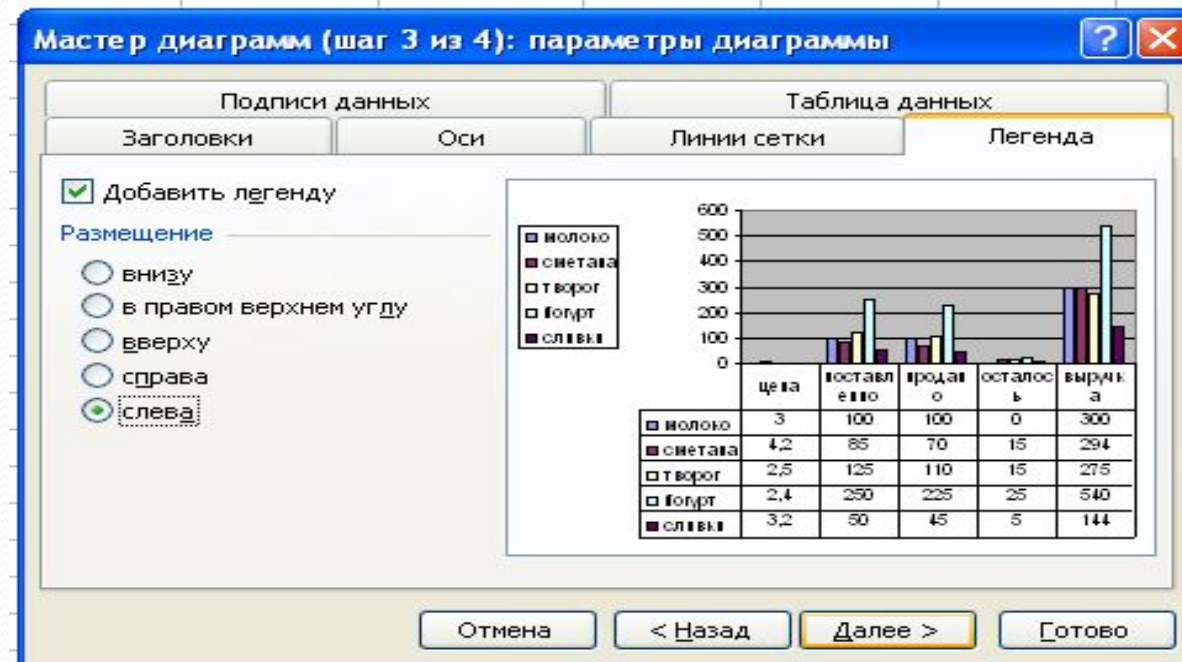 Мастер диаграмм (шаг 3 из 4): параметры диаграммы
Подписи данных Таблица данных
Заголовки Оси Линии сетки Легенда
Добавить легенду
Размещение
внизу
в правом верхнем углу
вверху
справа
слева
молоко
сметана
творог
йогурт
сливки
600
500
400
300
200
100
0
цена поставлено продано осталось выручка
молоко 3 100 100 0 300
сметана 4,2 85 70 15 294
творог 2,5 125 110 15 275
йогурт 2,4 250 225 25 540
сливки 3,2 50 45 5 144
Отмена < Назад Далее > Готово